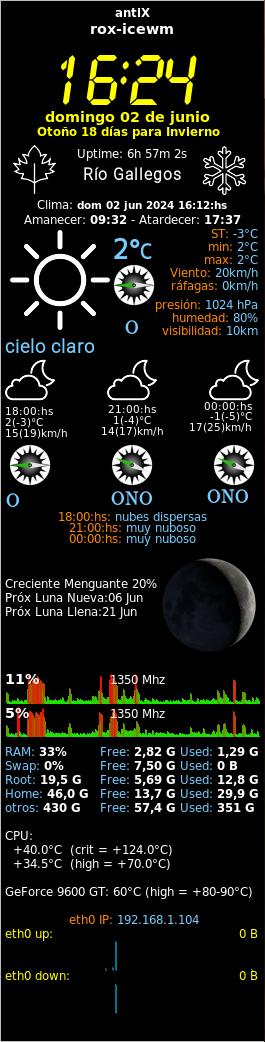 antiX
rox-icewm
16:24
domingo 02 de junio
Otoño 18 días para Invierno
Uptime: 6h 57m 2s
Río Gallegos
Clima: dom 02 jun 2024 16:12:hs
Amanecer: 09:32 - Atardecer: 17:37
2°C
O
ST: -3°C
min: 2°C
max: 2°C
Viento: 20km/h
ráfagas: 0km/h
presión: 1024 hPa
humedad: 80%
visibilidad: 10km
cielo claro
18:00:hs
2(-3)°C
15(19)km/h
21:00:hs
1(-4)°C
14(17)km/h
00:00:hs
-1(-5)°C
17(25)km/h
O ONO ONO
18:00:hs: nubes dispersas
21:00:hs: muy nuboso
00:00:hs: muy nuboso
Creciente Menguante 20%
Próx Luna Nueva:06 Jun
Próx Luna Llena:21 Jun
11% 1350 Mhz
5% 1350 Mhz
RAM: 33% Free: 2,82 G Used: 1,29 G
Swap: 0% Free: 7,50 G Used: 0 B
Root: 19,5 G Free: 5,69 G Used: 12,8 G
Home: 46,0 G Free: 13,7 G Used: 29,9 G
otros: 430 G Free: 57,4 G Used: 351 G
CPU:
+40.0°C (crit = +124.0°C)
+34.5°C (high = +70.0°C)
GeForce 9600 GT: 60°C (high = +80-90°C)
eth0 IP: 192.168.1.104
eth0 up: 0 B
eth0 down: 0 B